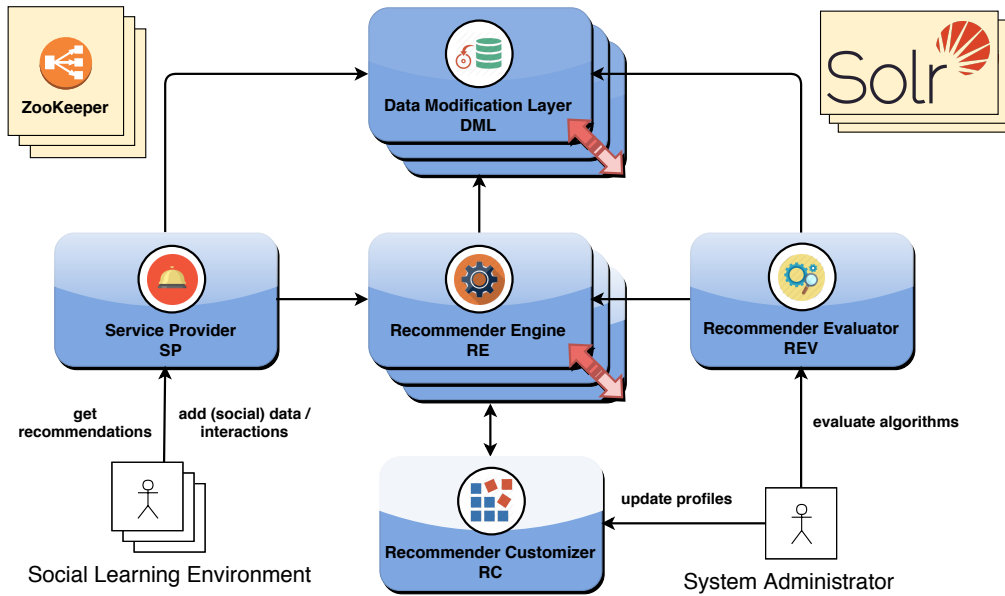 ZooKeeper
Data Modification Layer
DML
Solr
Service Provider
SP
Recommender Engine
RE
Recommender Evaluator
REV
get
recommendations
add (social) data /
interactions
evaluate algorithms
update profiles
Recommender Customizer
RC
Social Learning Environment
System Administrator